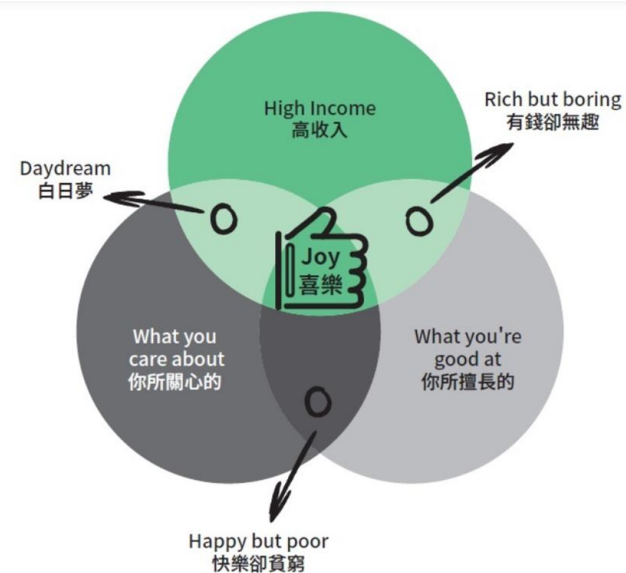 High Income
高收入
Rich but boring
有錢卻無趣
Daydream
白日夢
Joy
喜樂
What you
care about
你所關心的
What you're
good at
你所擅長的
Happy but poor
快樂卻貧窮